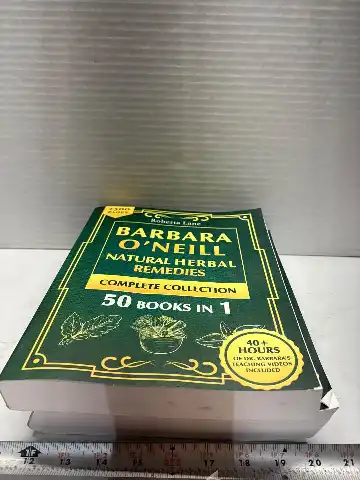 Roberta Lane
BARBARA
O'NEILL
NATURAL HERBAL
REMEDIES
COMPLETE COLLECTION
50 BOOKS IN 1
40+
HOURS
OF DR. BARBARA'S
TEACHING VIDEOS
INCLUDED
12 13 14 15 16 17 18 19 20 21